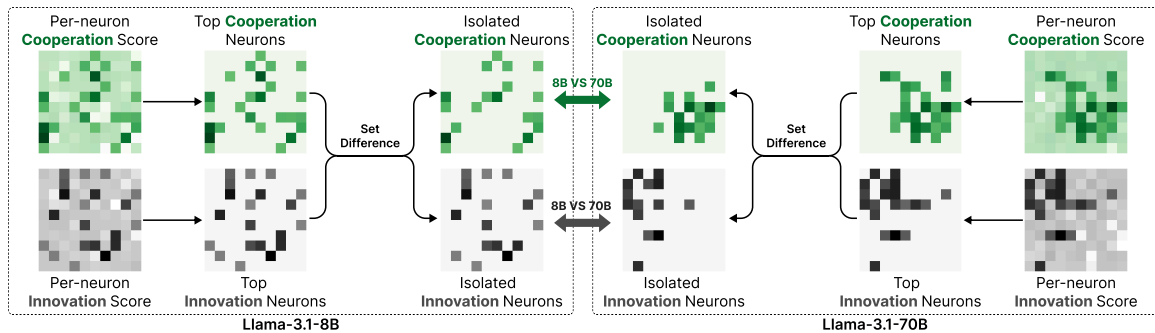 Per-neuron
Cooperation Score
Top Cooperation
Neurons
Isolated
Cooperation Neurons
Isolated
Cooperation Neurons
Top Cooperation
Neurons
Per-neuron
Cooperation Score
8B VS 70B
Set
Difference
Set
Difference
8B VS 70B
Per-neuron
Innovation Score
Top
Innovation Neurons
Isolated
Innovation Neurons
Isolated
Innovation Neurons
Top
Innovation Neurons
Per-neuron
Innovation Score
Llama-3.1-8B
Llama-3.1-70B